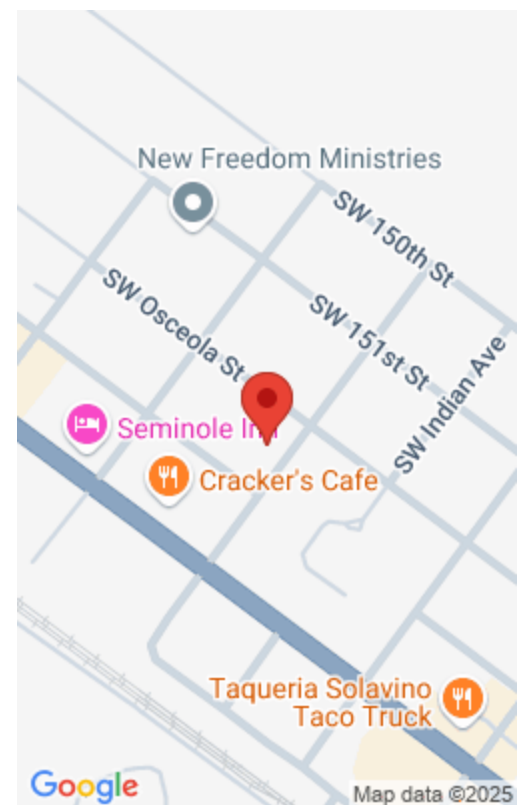 New Freedom Ministries
SW 150th St
SW 151st St
SW Osceola St
SW Indian Ave
Seminole Inn
Cracker's Cafe
Taqueria Solavino
Taco Truck
Google
Map data ©2025